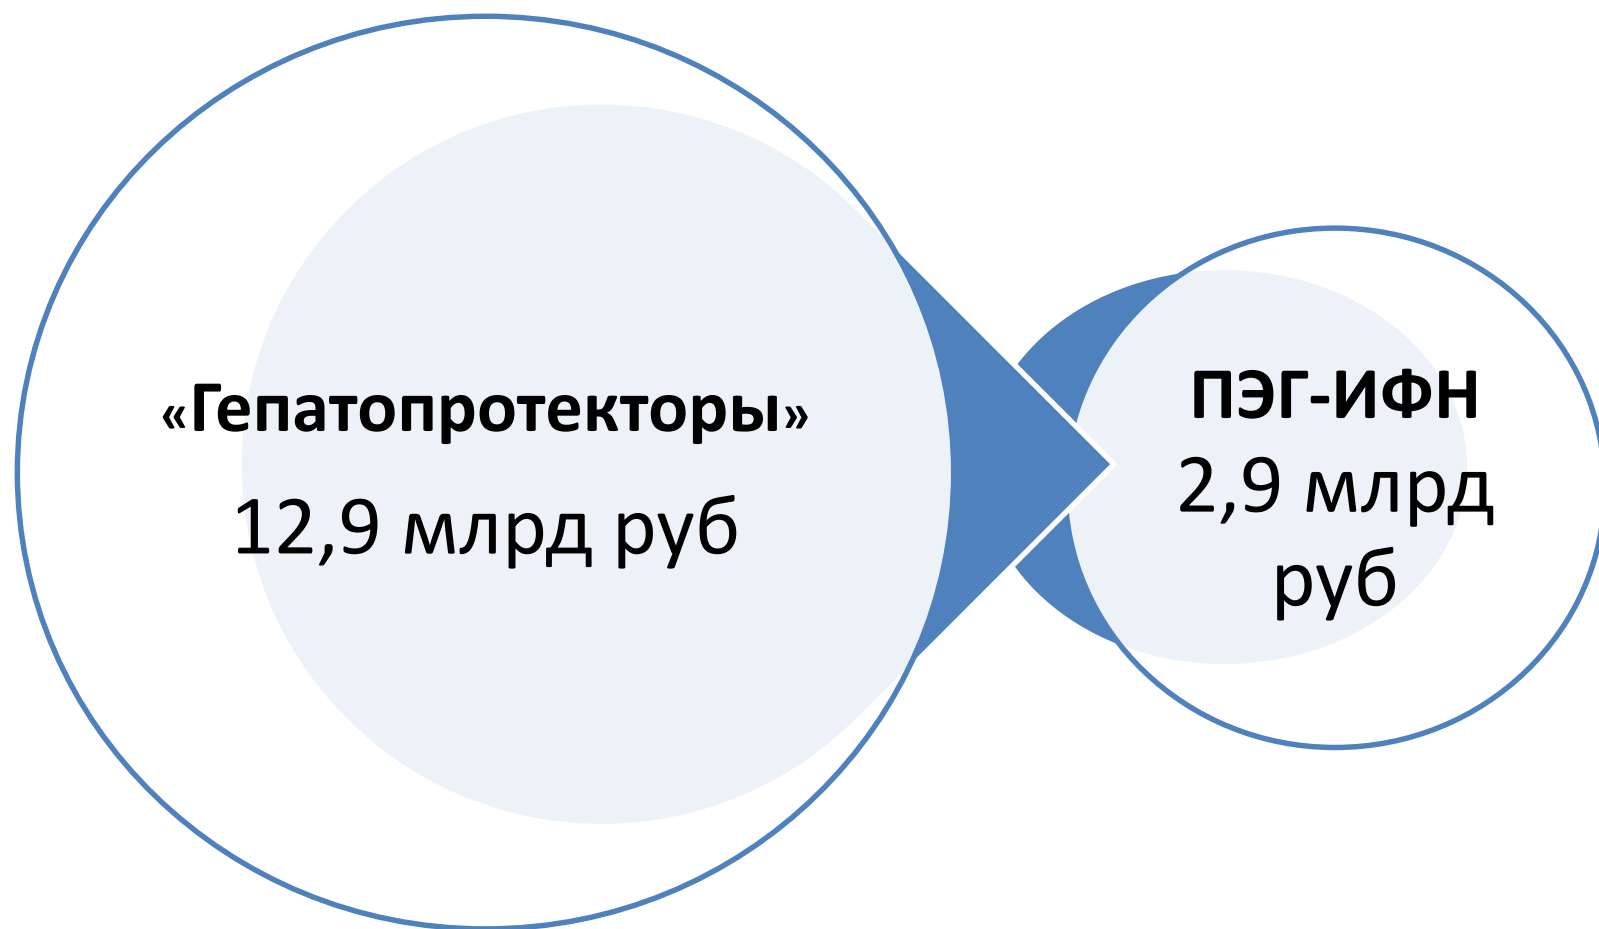 «Гепатопротекторы»
12,9 млрд руб
ПЭГ-ИФН
2,9 млрд
руб